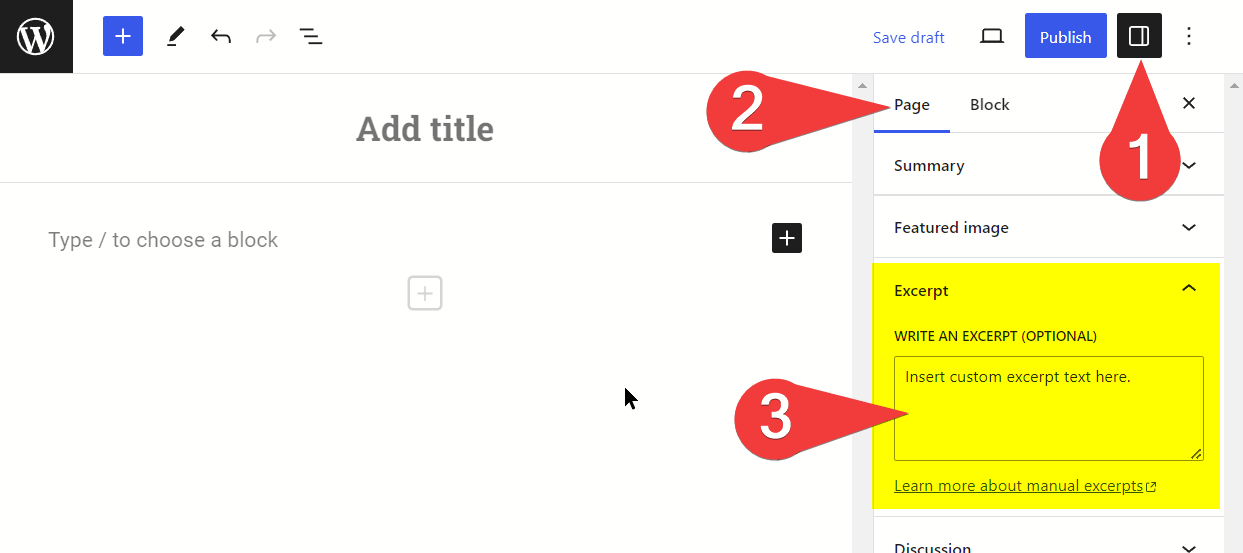 Save draft
Publish
Page
Block
2
1
Add title
Summary
Type / to choose a block
Featured image
Excerpt
WRITE AN EXCERPT (OPTIONAL)
Insert custom excerpt text here.
3
Learn more about manual excerpts
Discussion